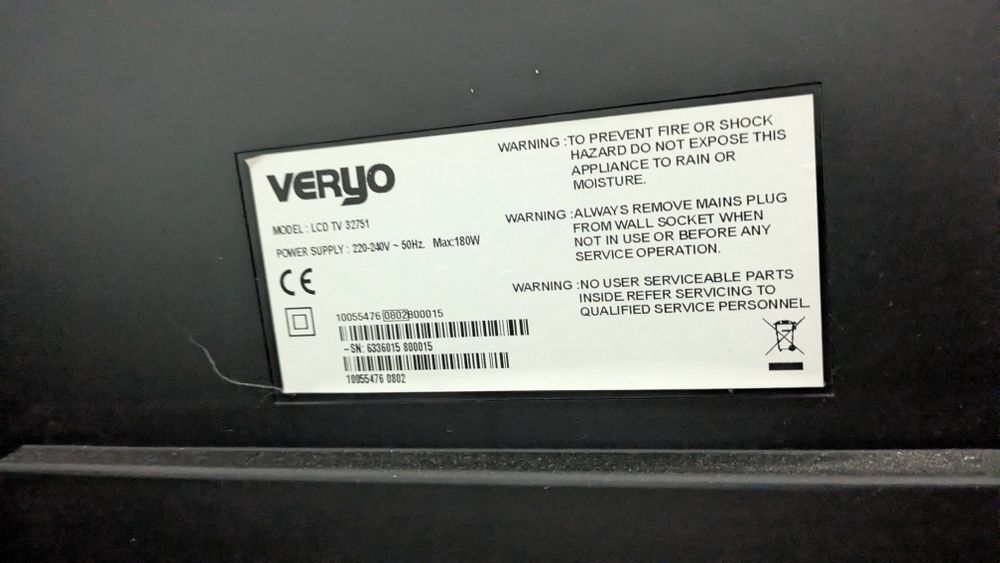 VERYO
MODEL : LCD TV 32751
POWER SUPPLY : 220-240V ~ 50Hz. Max:180W
CE
10055476 0802 800015
-SN: 6336015 800015
10055476 0802
WARNING :TO PREVENT FIRE OR SHOCK
HAZARD DO NOT EXPOSE THIS
APPLIANCE TO RAIN OR
MOISTURE.
WARNING :ALWAYS REMOVE MAINS PLUG
FROM WALL SOCKET WHEN
NOT IN USE OR BEFORE ANY
SERVICE OPERATION.
WARNING :NO USER SERVICEABLE PARTS
INSIDE.REFER SERVICING TO
QUALIFIED SERVICE PERSONNEL